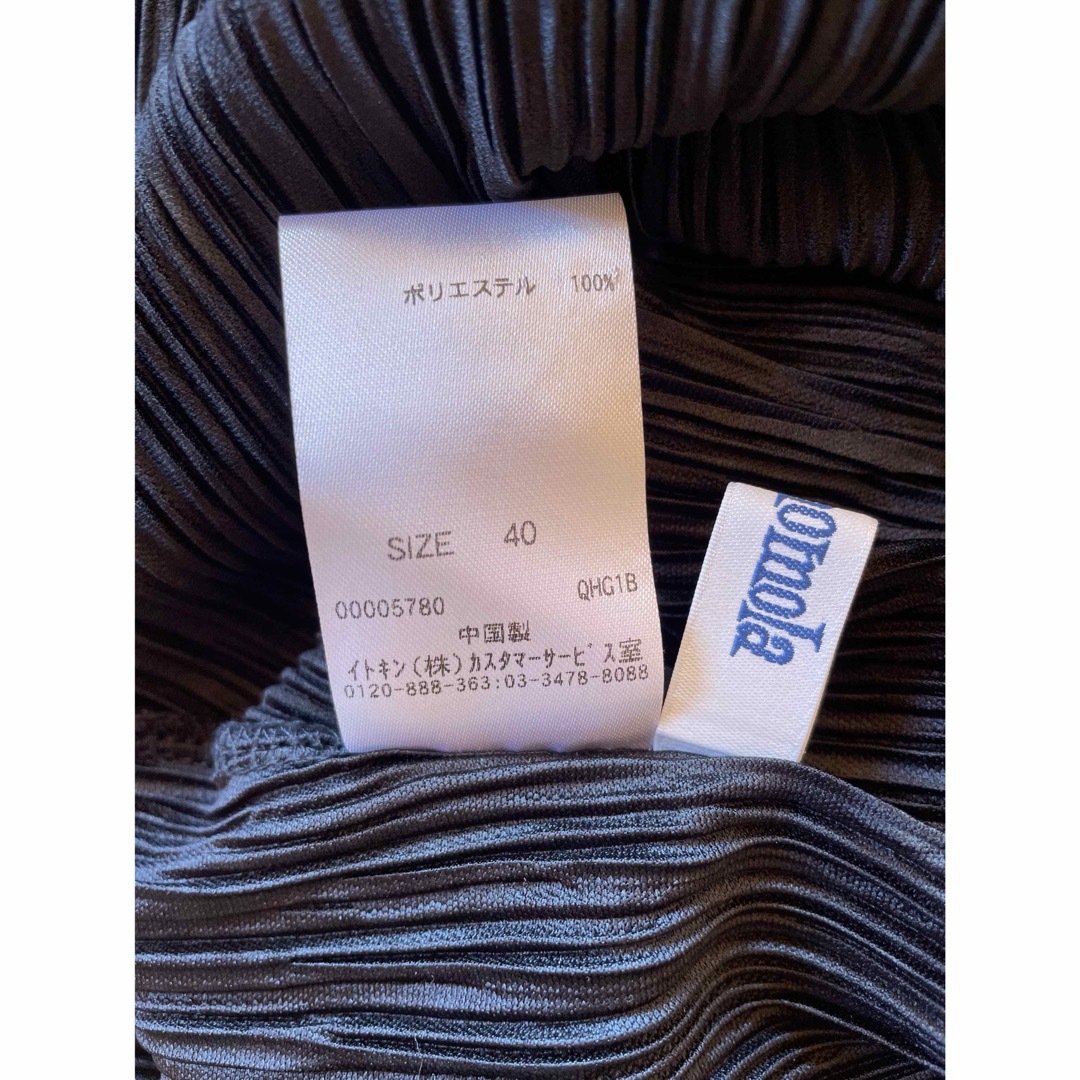 ポリエステル 100%
SIZE 40
QHG1B
00005780
中国製
イトキン(株)カスタマーサービス室
0120-888-363:03-3478-8088